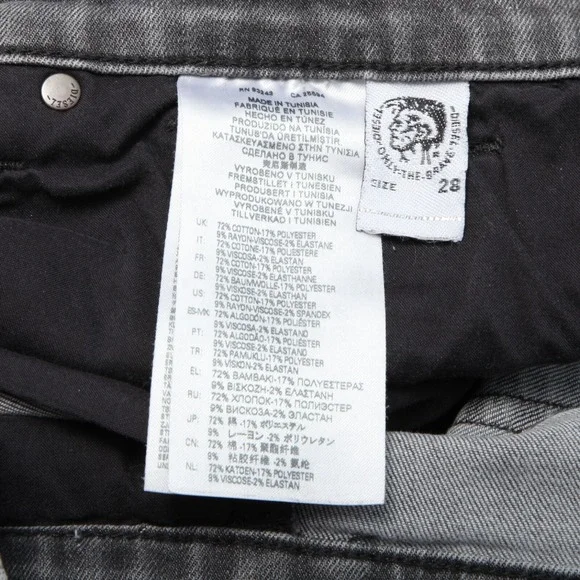 DIESEL
RN 93243 CA 25594
MADE IN TUNISIA
FABRIQUÉ EN TUNISIE
HECHO EN TÚNEZ
PRODUZIDO NA TUNÍSIA
TUNUS'DA ÜRETİLMİŞTİR
ΚΑΤΑΣΚΕΥΑΣΜΕΝΟ ΣΤΗΝ ΤΥΝΗΣΙΑ
СДЕЛАНО В ТУНИС
突尼斯制造
VYROBENO V TUNISKU
FREMSTILLET I TUNESIEN
PRODUSERT I TUNISIA
WYPRODUKOWANO W TUNEZJI
VYROBENÉ V TUNISKU
TILLVERKAD I TUNISIEN
UK: 72% COTTON-17% POLYESTER
9% RAYON-VISCOSE-2% ELASTANE
IT: 72% COTONE-17% POLIESTERE
9% VISCOSA-2% ELASTAN
FR:
9% VISCOSE-2% ELASTHANNE
DE: 72% BAUMWOLLE-17% POLYESTER
9% VISKOSE-2% ELASTHAN
US: 72% COTTON-17% POLYESTER
9% RAYON-VISCOSE-2% SPANDEX
ES-MX: 72% ALGODÓN-17% POLIÉSTER
9% VISCOSA-2% ELASTANO
PT: 72% ALGODÃO-17% POLIÉSTER
9% VISCOSE-2% ELASTANO
TR: 72% PAMUKLU-17% POLYESTER
9% VISKON-2% ELASTAN
EL: 72% ΒΑΜΒΑΚΙ-17% ΠΟΛΥΕΣΤΕΡΑΣ
9% ΒΙΣΚΟΖΗ-2% ΕΛΑΣΤΑΝ
RU: 72% ХЛОПОК-17% ПОЛИЭСТЕР
9% ВИСКОЗА-2% ЭЛАСТАН
JP: 72% 綿 -17% ポリエステル
9% レーヨン -2% ポリウレタン
CN: 72% 棉 -17% 聚酯纤维
9% 粘胶纤维 -2% 氨纶
NL: 72% KATOEN-17% POLYESTER
9% VISCOSE-2% ELASTAN
DIESEL
ONLY-THE-BRAVE
DIESEL
SIZE 28